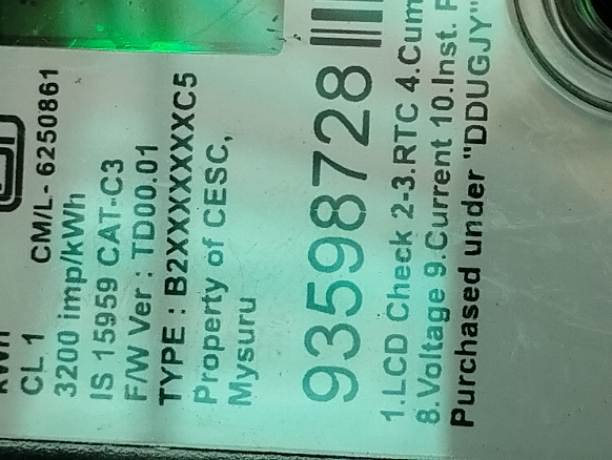 CL 1 CM/L- 6250861
3200 imp/kWh
IS 15959 CAT-C3
F/W Ver : TD00.01
TYPE : B2XXXXXXXXC5
Property of CESC,
Mysuru
93598728
1.LCD Check 2-3.RTC 4.Cum
8.Voltage 9.Current 10.Inst.
Purchased under "DDUGJY"